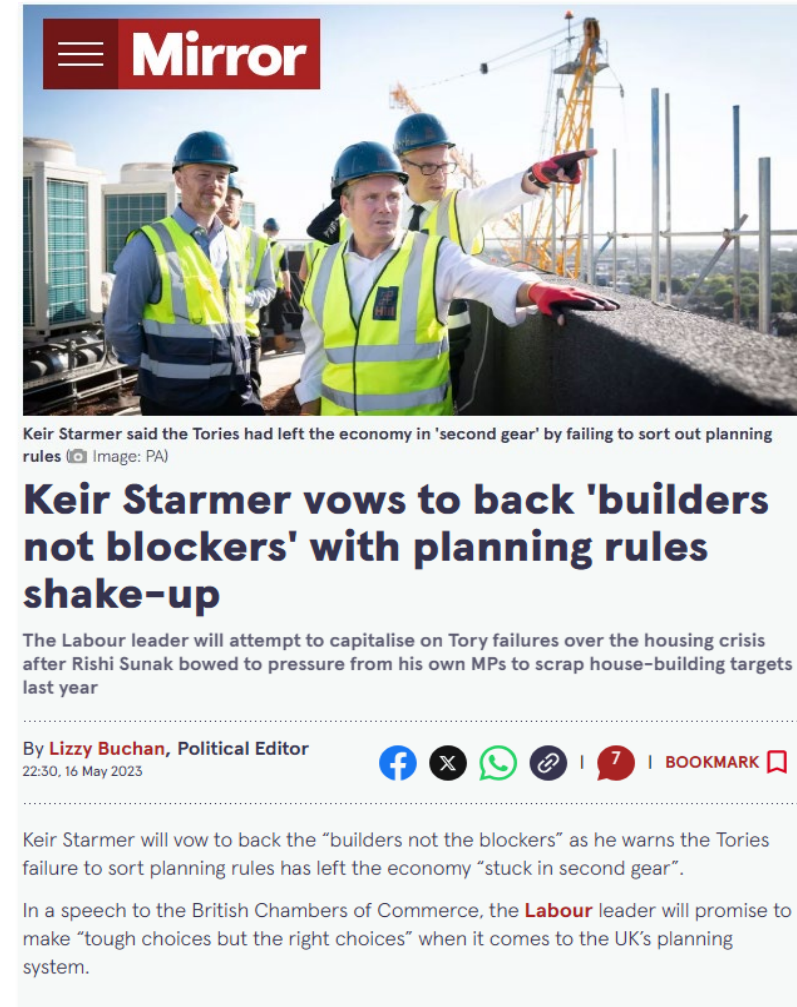 Mirror
Keir Starmer said the Tories had left the economy in 'second gear' by failing to sort out planning
rules (Image: PA)
Keir Starmer vows to back 'builders
not blockers' with planning rules
shake-up
The Labour leader will attempt to capitalise on Tory failures over the housing crisis
after Rishi Sunak bowed to pressure from his own MPs to scrap house-building targets
last year
By Lizzy Buchan, Political Editor
22:30, 16 May 2023
7
BOOKMARK
Keir Starmer will vow to back the “builders not the blockers” as he warns the Tories
failure to sort planning rules has left the economy “stuck in second gear”.
In a speech to the British Chambers of Commerce, the Labour leader will promise to
make “tough choices but the right choices” when it comes to the UK’s planning
system.